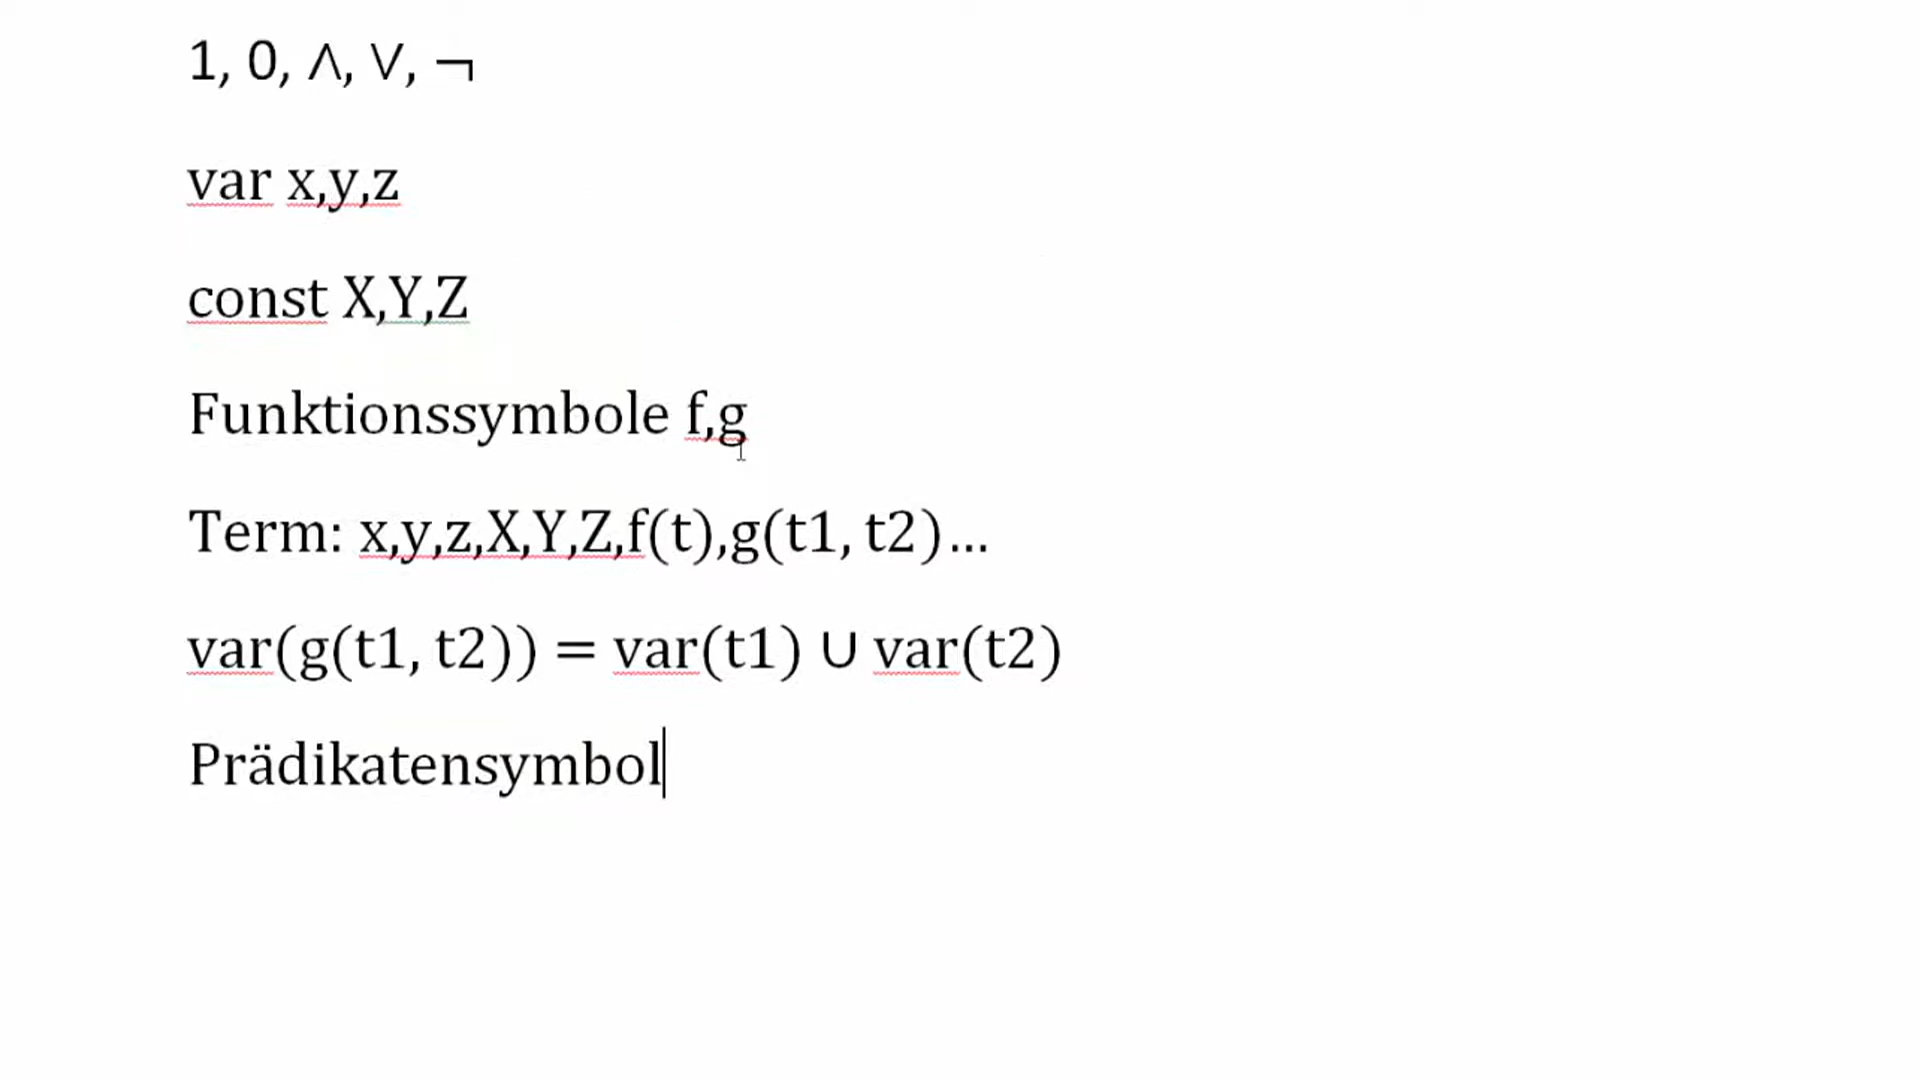 1, 0, ∧, ∨, ¬
var x,y,z
const X,Y,Z
Funktionssymbole f,g
Term: x,y,z,X,Y,Z,f(t),g(t1, t2)...
var(g(t1, t2)) = var(t1) ∪ var(t2)
Prädikatensymbol